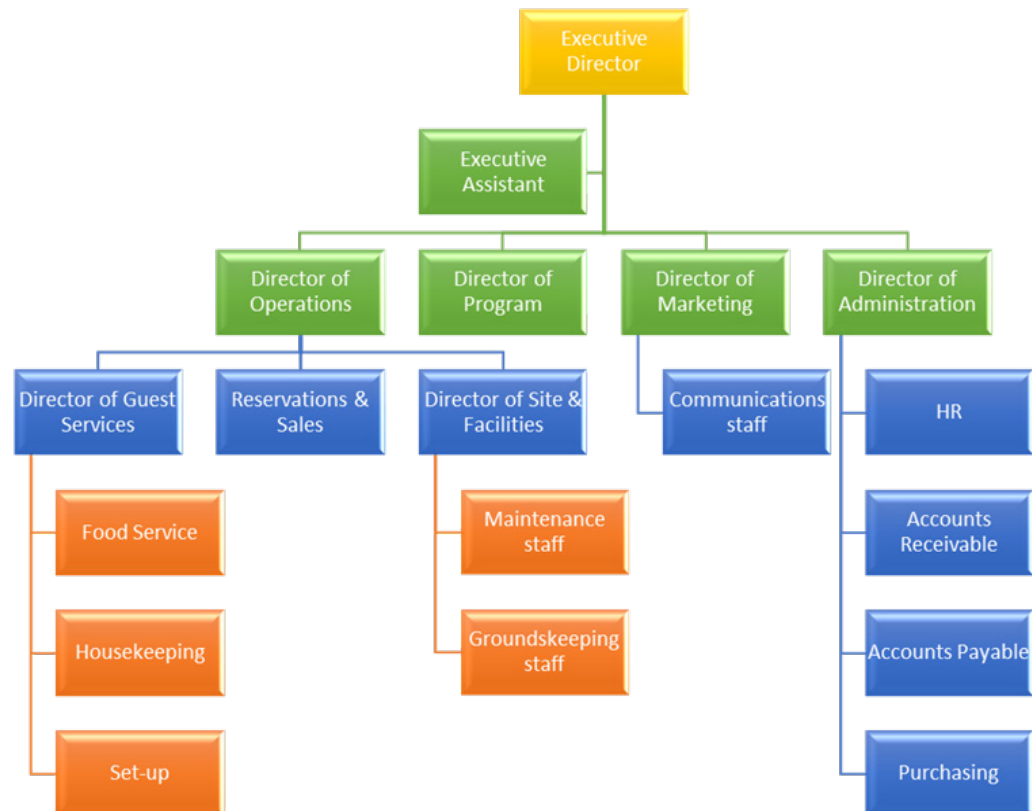 Executive
Director
Executive
Assistant
Director of
Operations
Director of
Program
Director of
Marketing
Director of
Administration
Director of Guest
Services
Reservations &
Sales
Director of Site &
Facilities
Communications
staff
HR
Food Service
Maintenance
staff
Accounts
Receivable
Housekeeping
Groundskeeping
staff
Accounts Payable
Set-up
Purchasing